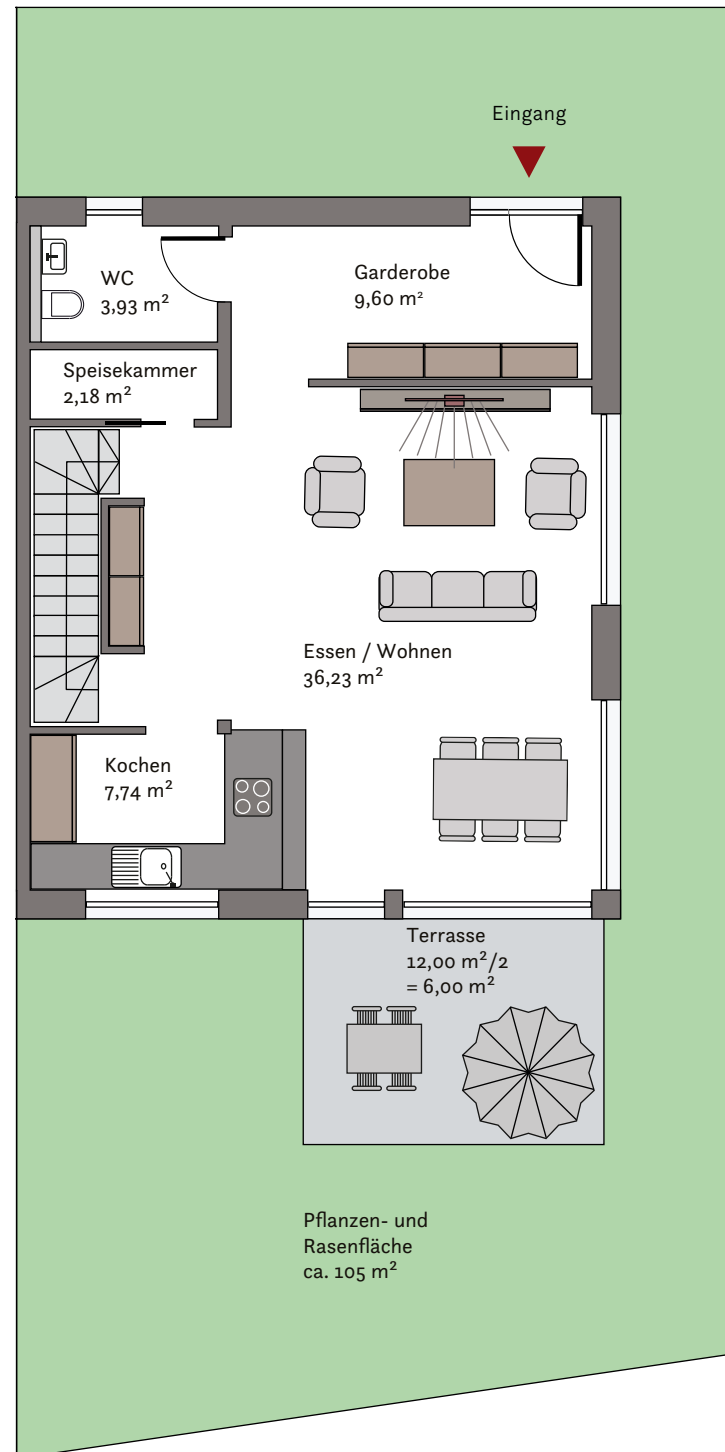 Eingang
WC
3,93 m²
Garderobe
9,60 m²
Speisekammer
2,18 m²
Essen / Wohnen
36,23 m²
Kochen
7,74 m²
Terrasse
12,00 m²/2
= 6,00 m²
Pflanzen- und
Rasenfläche
ca. 105 m²